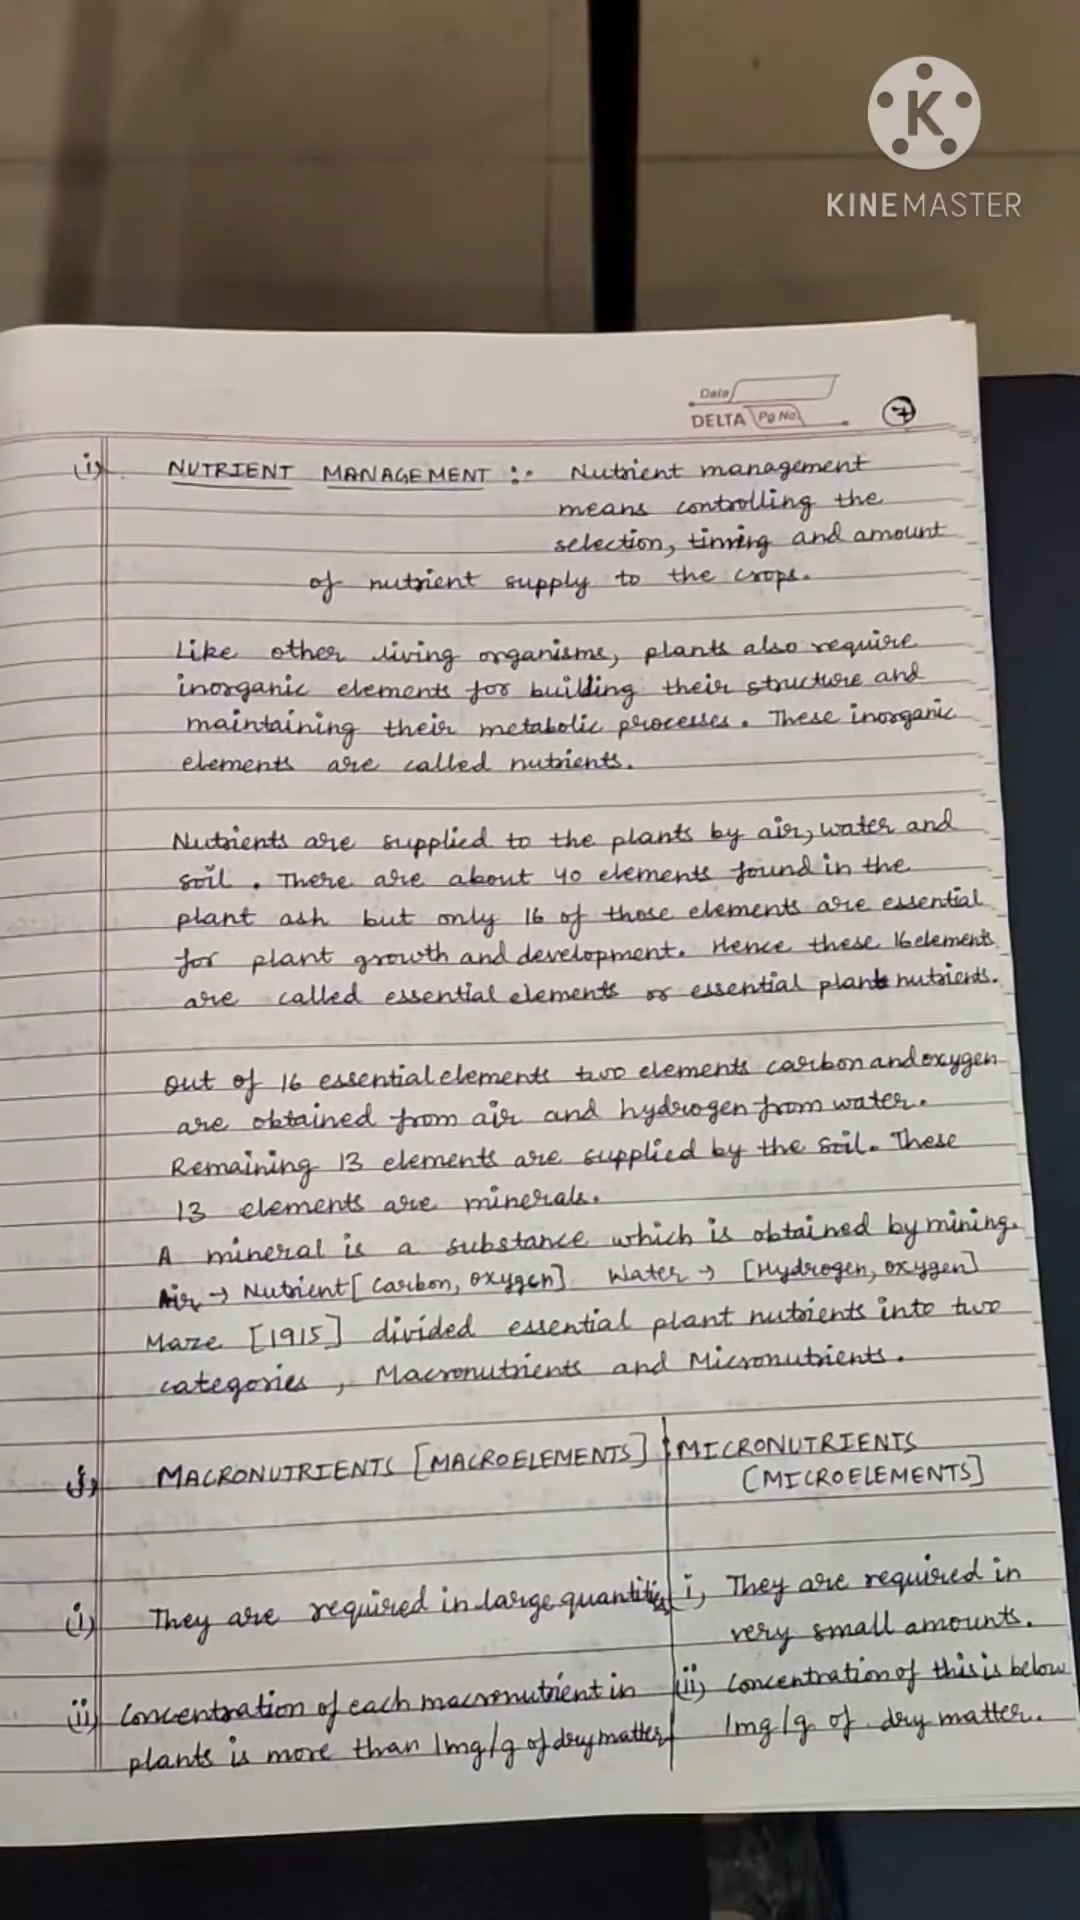 K
KINEMASTER
Date
DELTA Pg No
7
(i) NUTRIENT MANAGEMENT :- Nutrient management
means controlling the
selection, timing and amount
of nutrient supply to the crops.
Like other living organisms, plants also require
inorganic elements for building their structure and
maintaining their metabolic processes. These inorganic
elements are called nutrients.
Nutrients are supplied to the plants by air, water and
soil. There are about 40 elements found in the
plant ash but only 16 of those elements are essential
for plant growth and development. Hence these 16 elements
are called essential elements or essential plant nutrients.
Out of 16 essential elements two elements carbon and oxygen
are obtained from air and hydrogen from water.
Remaining 13 elements are supplied by the soil. These
13 elements are minerals.
A mineral is a substance which is obtained by mining.
Air → Nutrient [Carbon, Oxygen] Water → [Hydrogen, Oxygen]
Maze [1915] divided essential plant nutrients into two
categories, Macronutrients and Micronutrients.
MACRONUTRIENTS [MACROELEMENTS] MICRONUTRIENTS
[MICROELEMENTS]
(i) They are required in large quantities. i, They are required in
very small amounts.
(ii) Concentration of each macronutrient in (ii) Concentration of this is below
plants is more than 1mg/g of dry matter 1mg/g of dry matter.